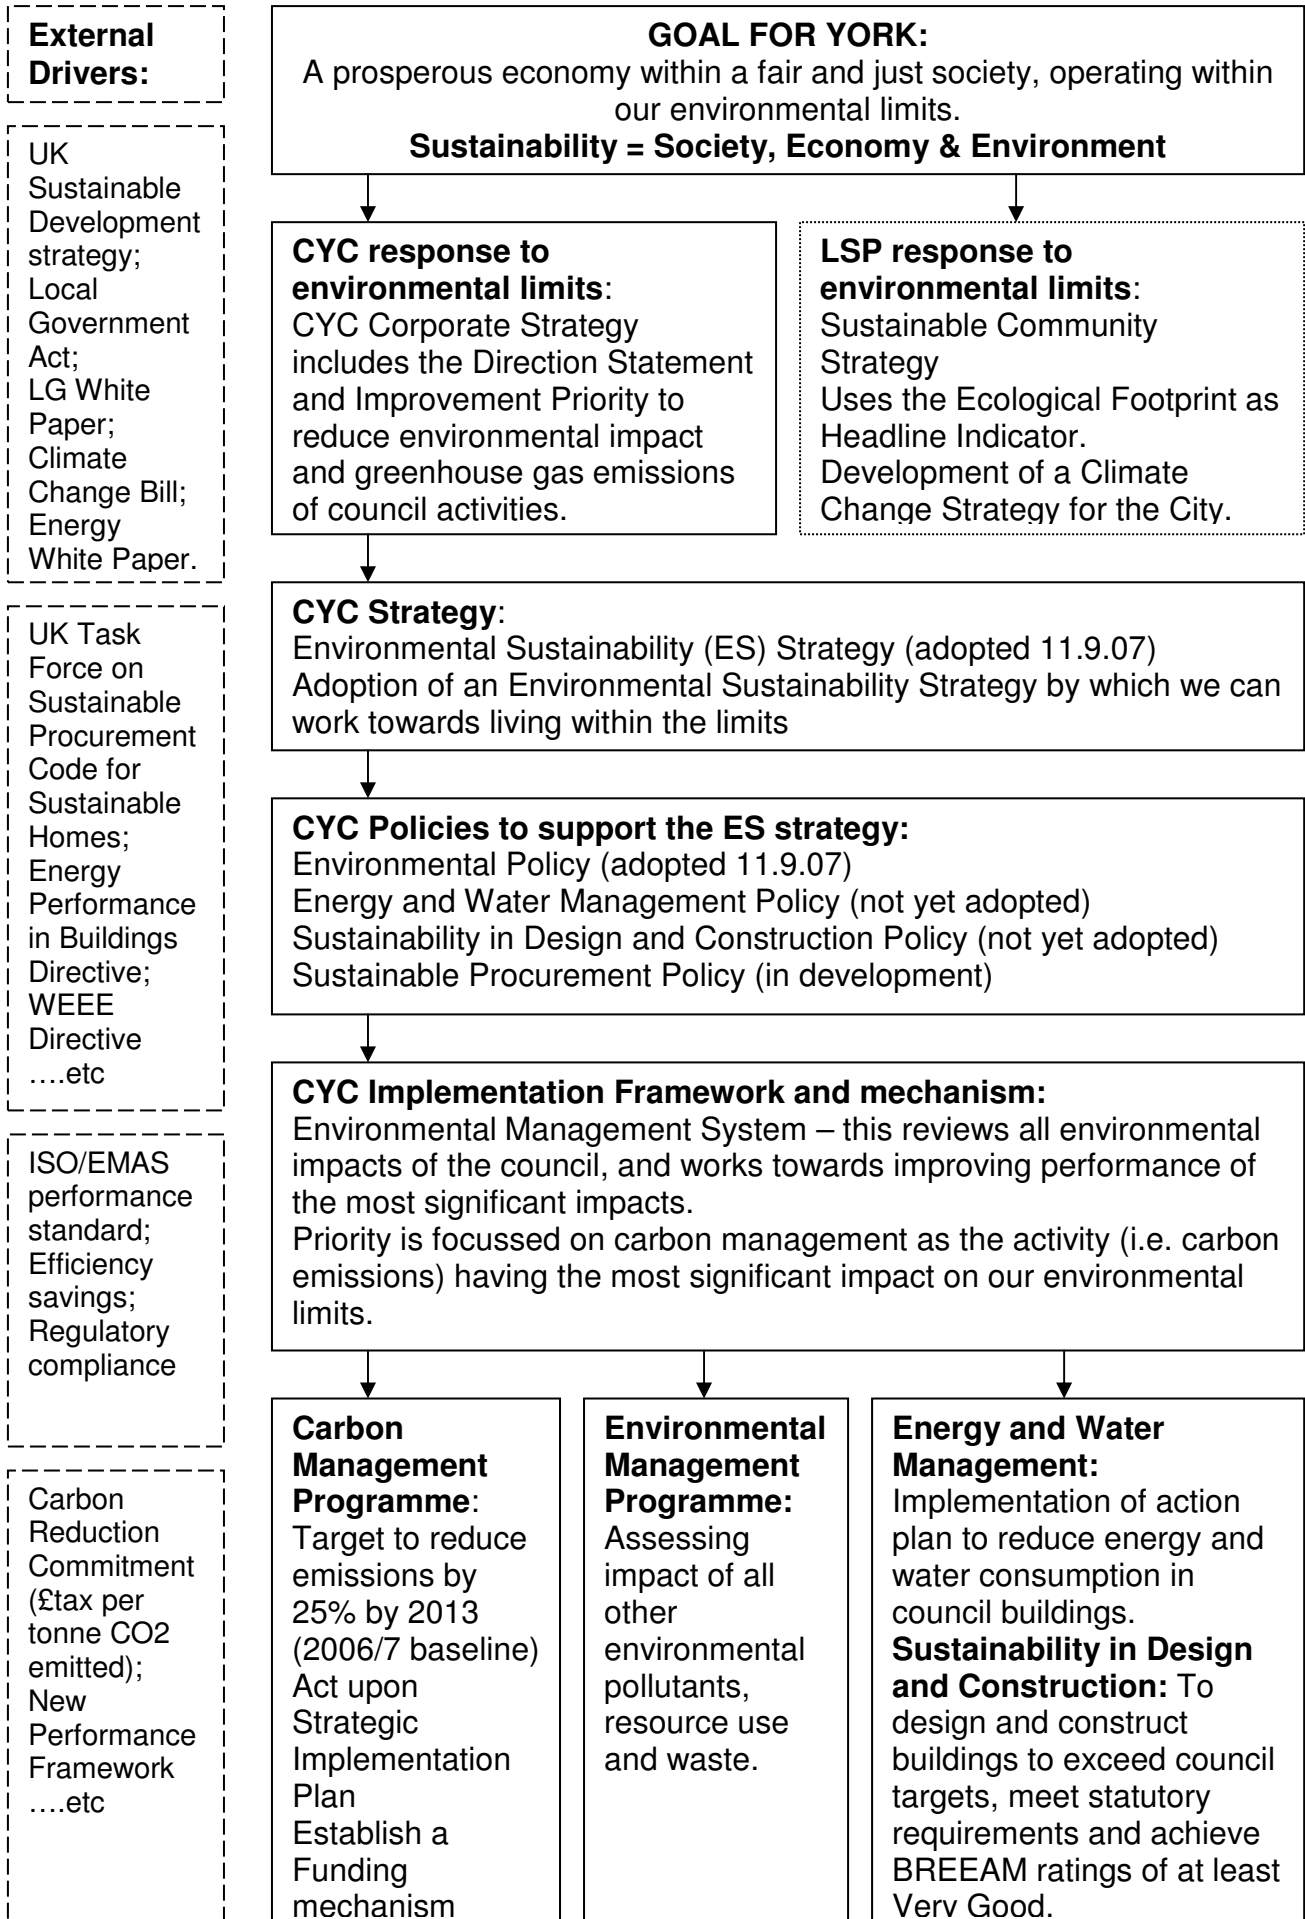 External
Drivers:
UK
Sustainable
Development
strategy;
Local
Government
Act;
LG White
Paper;
Climate
Change Bill;
Energy
White Paper.
UK Task
Force on
Sustainable
Procurement
Code for
Sustainable
Homes;
Energy
Performance
in Buildings
Directive;
WEEE
Directive
….etc
ISO/EMAS
performance
standard;
Efficiency
savings;
Regulatory
compliance
Carbon
Reduction
Commitment
(£tax per
tonne CO2
emitted);
New
Performance
Framework
….etc
GOAL FOR YORK:
A prosperous economy within a fair and just society, operating within
our environmental limits.
Sustainability = Society, Economy & Environment
CYC response to
environmental limits:
CYC Corporate Strategy
includes the Direction Statement
and Improvement Priority to
reduce environmental impact
and greenhouse gas emissions
of council activities.
LSP response to
environmental limits:
Sustainable Community
Strategy
Uses the Ecological Footprint as
Headline Indicator.
Development of a Climate
Change Strategy for the City.
CYC Strategy:
Environmental Sustainability (ES) Strategy (adopted 11.9.07)
Adoption of an Environmental Sustainability Strategy by which we can
work towards living within the limits
CYC Policies to support the ES strategy:
Environmental Policy (adopted 11.9.07)
Energy and Water Management Policy (not yet adopted)
Sustainability in Design and Construction Policy (not yet adopted)
Sustainable Procurement Policy (in development)
CYC Implementation Framework and mechanism:
Environmental Management System – this reviews all environmental
impacts of the council, and works towards improving performance of
the most significant impacts.
Priority is focussed on carbon management as the activity (i.e. carbon
emissions) having the most significant impact on our environmental
limits.
Carbon
Management
Programme:
Target to reduce
emissions by
25% by 2013
(2006/7 baseline)
Act upon
Strategic
Implementation
Plan
Establish a
Funding
mechanism
Environmental
Management
Programme:
Assessing
impact of all
other
environmental
pollutants,
resource use
and waste.
Energy and Water
Management:
Implementation of action
plan to reduce energy and
water consumption in
council buildings.
Sustainability in Design
and Construction: To
design and construct
buildings to exceed council
targets, meet statutory
requirements and achieve
BREEAM ratings of at least
Very Good.